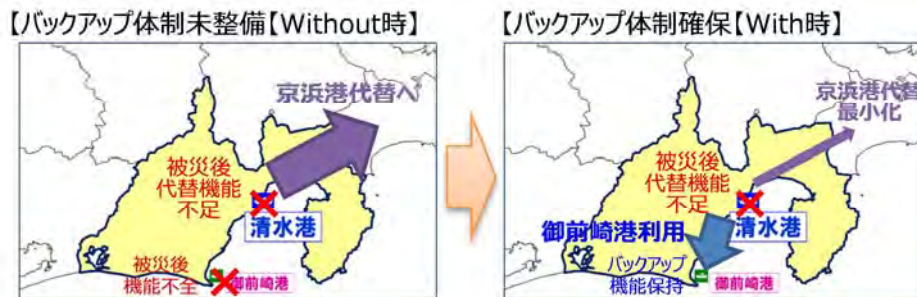 【バックアップ体制未整備【Without時】
京浜港代替へ
被災後
代替機能
不足
清水港
被災後
機能不全
御前崎港
【バックアップ体制確保【With時】
京浜港代替
最小化
被災後
代替機能
不足
清水港
御前崎港利用
バックアップ
機能保持
御前崎港